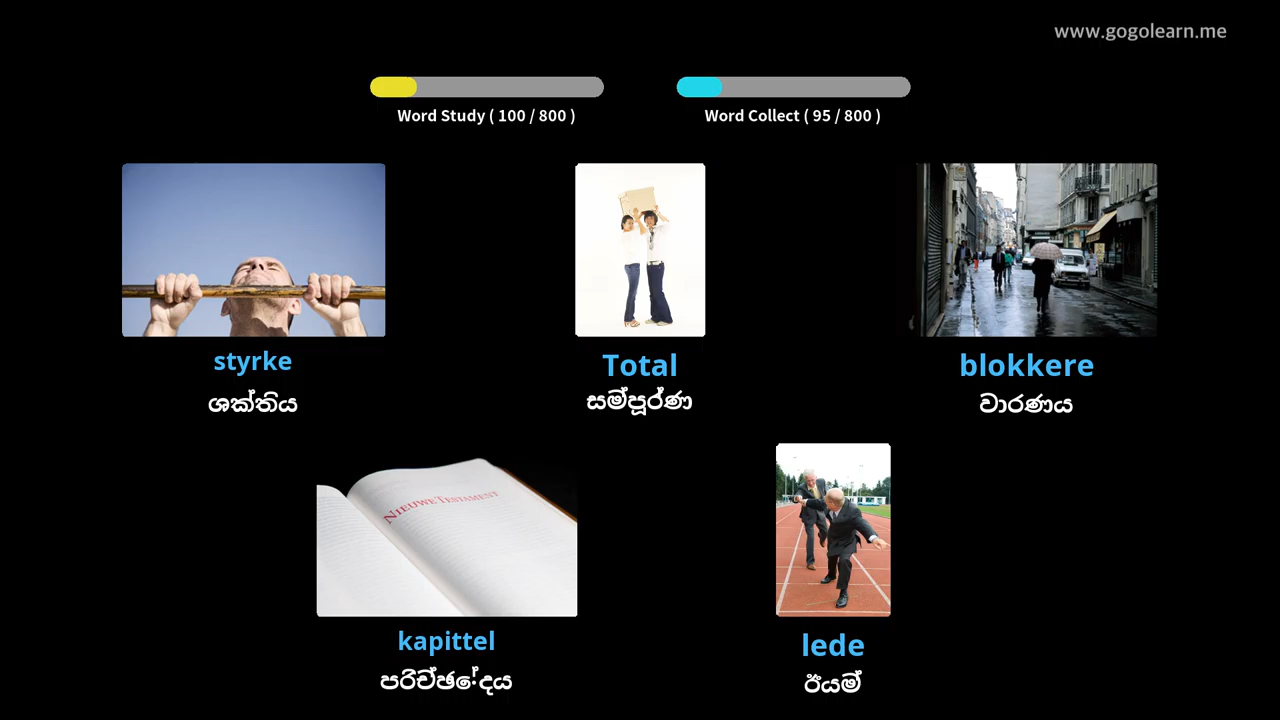 www.gogolearn.me
Word Study ( 100 / 800 )
Word Collect ( 95 / 800 )
styrke
ශක්තිය
Total
සම්පූර්ණ
blokkere
වාරණය
NIEUWE TESTAMENT
kapittel
පරිච්ඡේදය
lede
ඊයම්